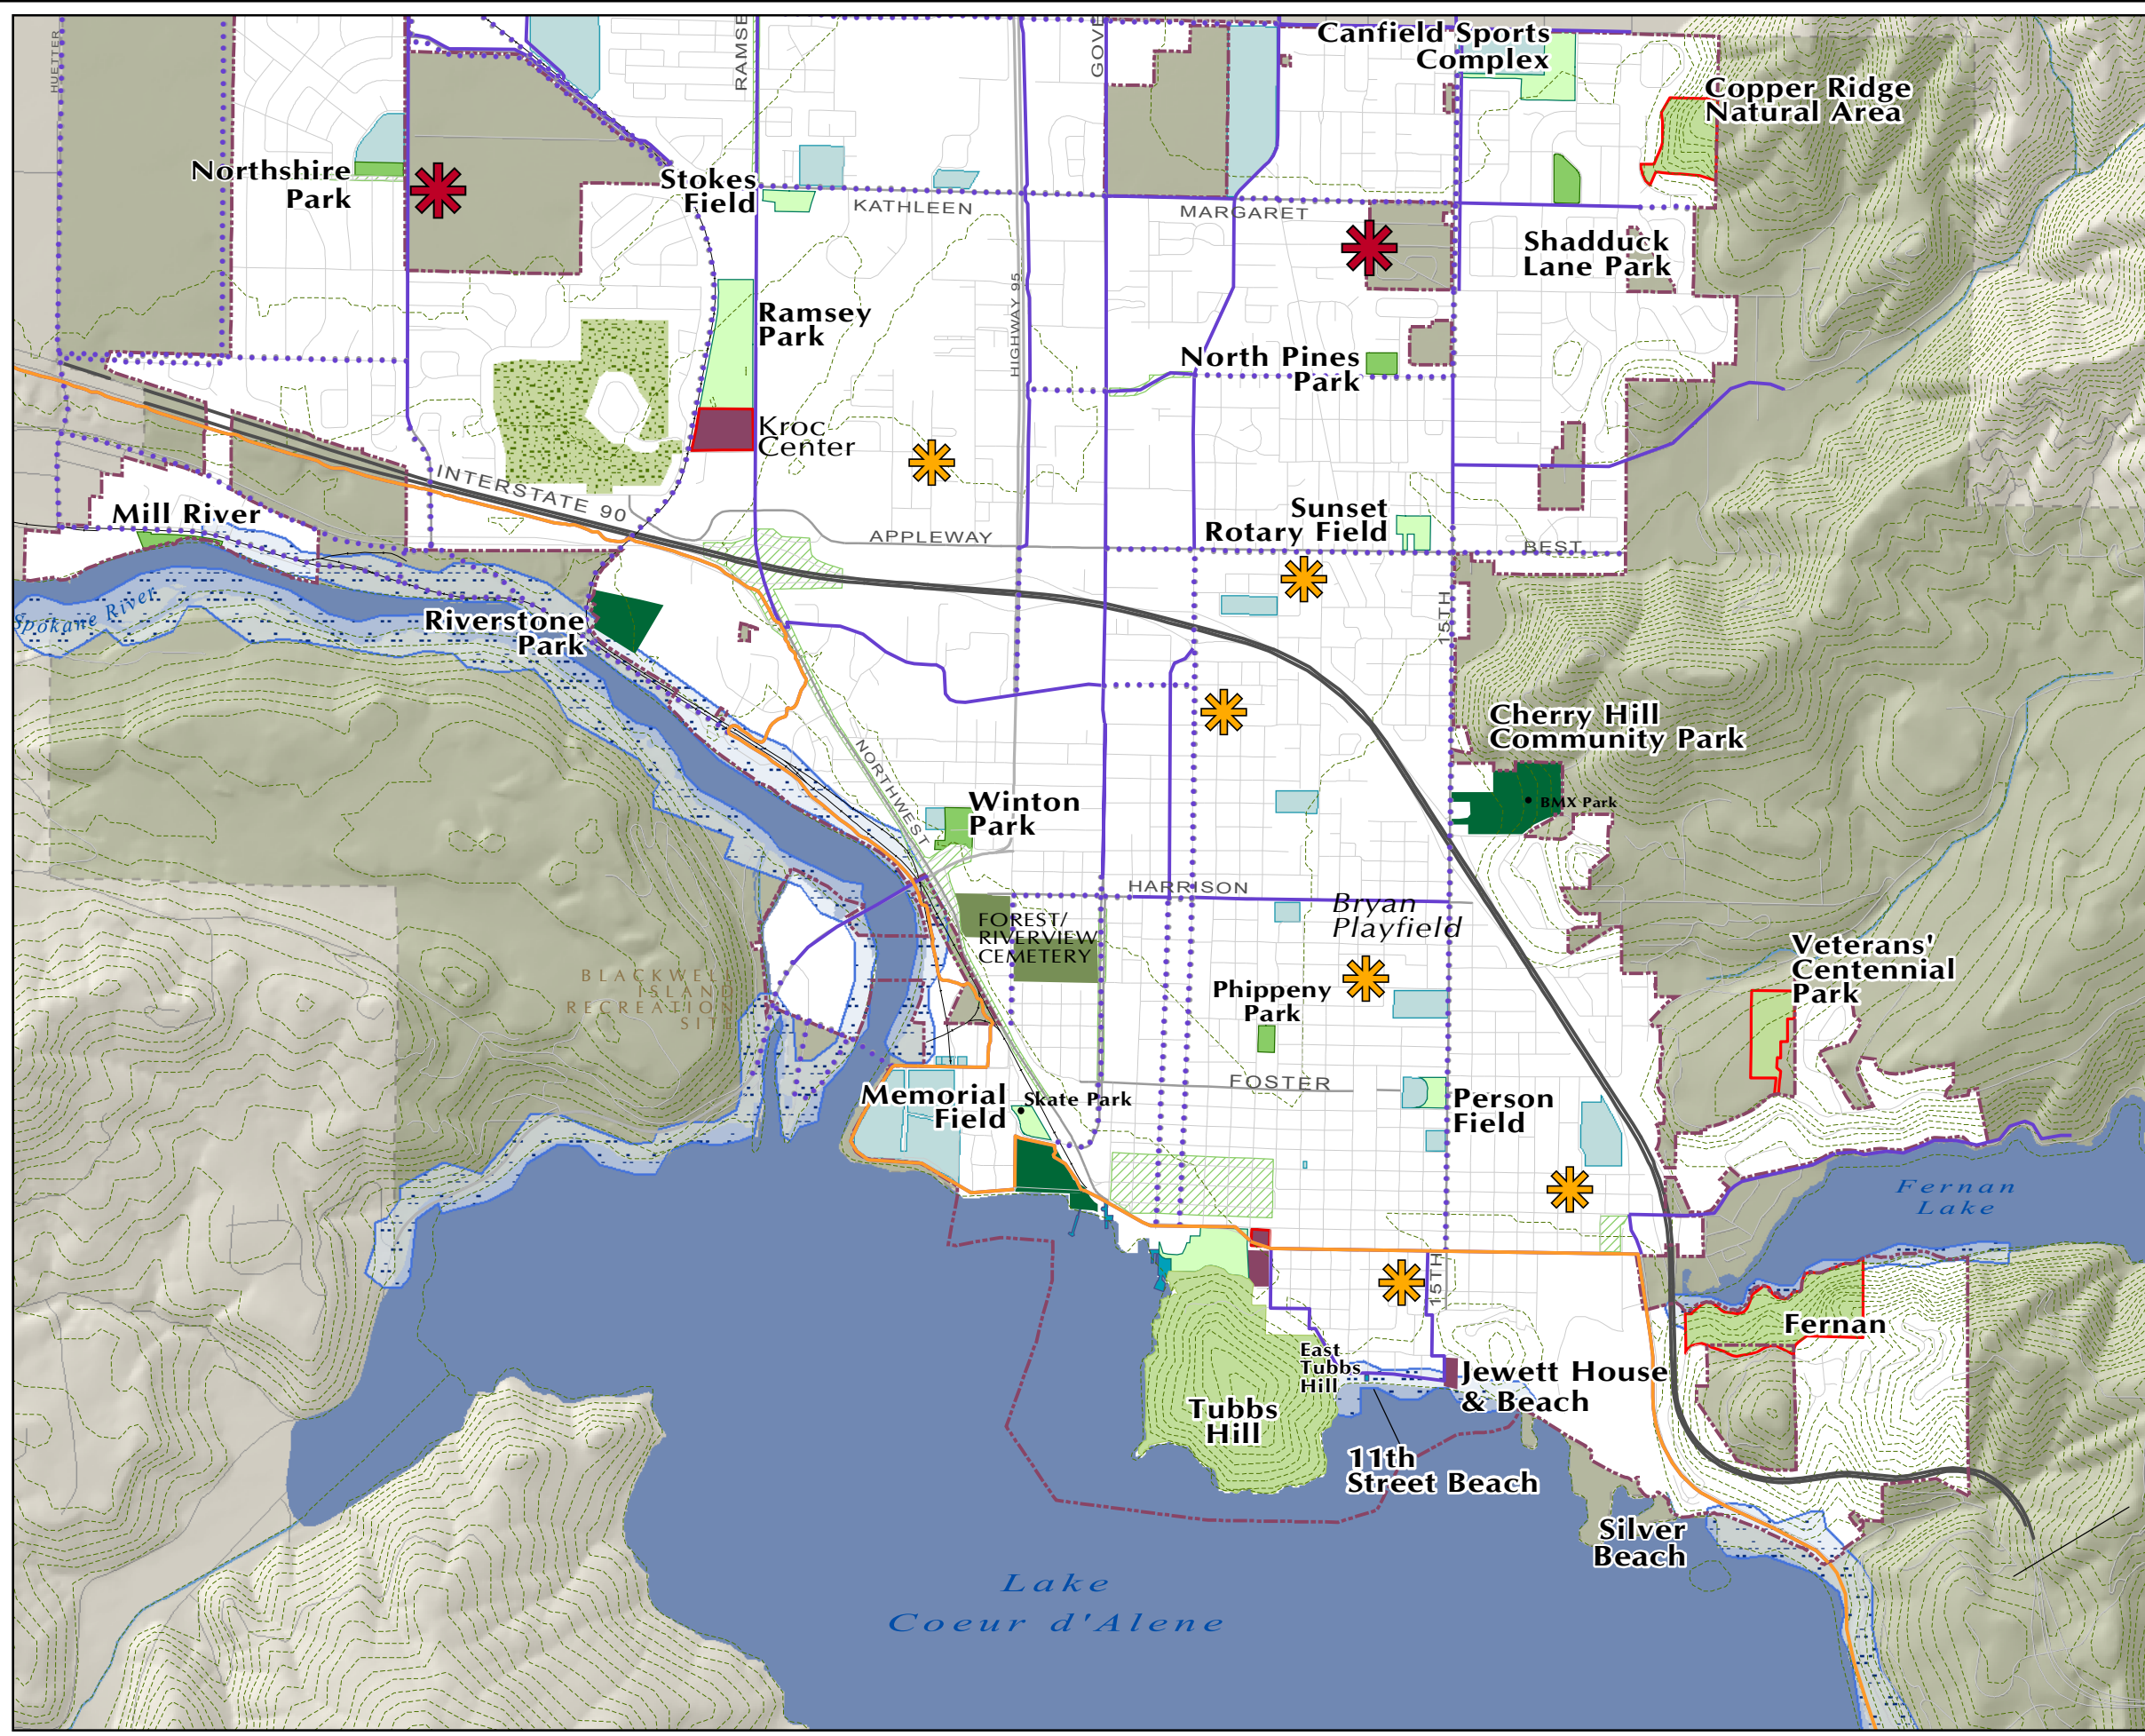 HUETTER
RAMSE
GOVE
Canfield Sports
Complex
Copper Ridge
Natural Area
Northshire
Park
Stokes
Field
KATHLEEN
MARGARET
Shadduck
Lane Park
HIGHWAY 95
Ramsey
Park
North Pines
Park
Kroc
Center
INTERSTATE 90
Mill River
Sunset
Rotary Field
APPLEWAY
BEST
Spokane River
Riverstone
Park
15TH
Cherry Hill
Community Park
BMX Park
NORTHWEST
Winton
Park
HARRISON
Bryan
Playfield
FOREST/
RIVERVIEW
CEMETERY
Veterans'
Centennial
Park
BLACKWELL
ISLAND
RECREATION
SITE
Phippeny
Park
FOSTER
Memorial
Field
Skate Park
Person
Field
Fernan
Lake
15TH
Fernan
East
Tubbs
Hill
Jewett House
& Beach
Tubbs
Hill
11th
Street Beach
Silver
Beach
Lake
Coeur d'Alene